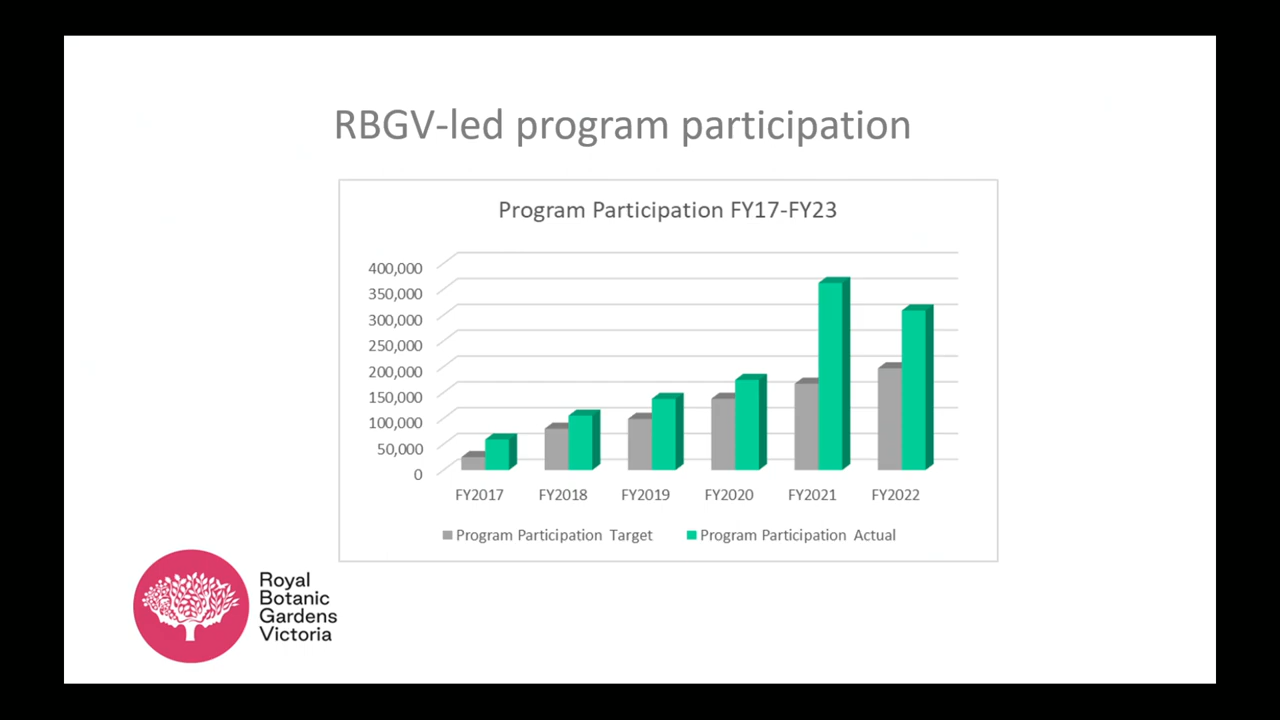 RBGV-led program participation
Program Participation FY17-FY23
400,000
350,000
300,000
250,000
200,000
150,000
100,000
50,000
0
FY2017 FY2018 FY2019 FY2020 FY2021 FY2022
Program Participation Target Program Participation Actual
Royal
Botanic
Gardens
Victoria